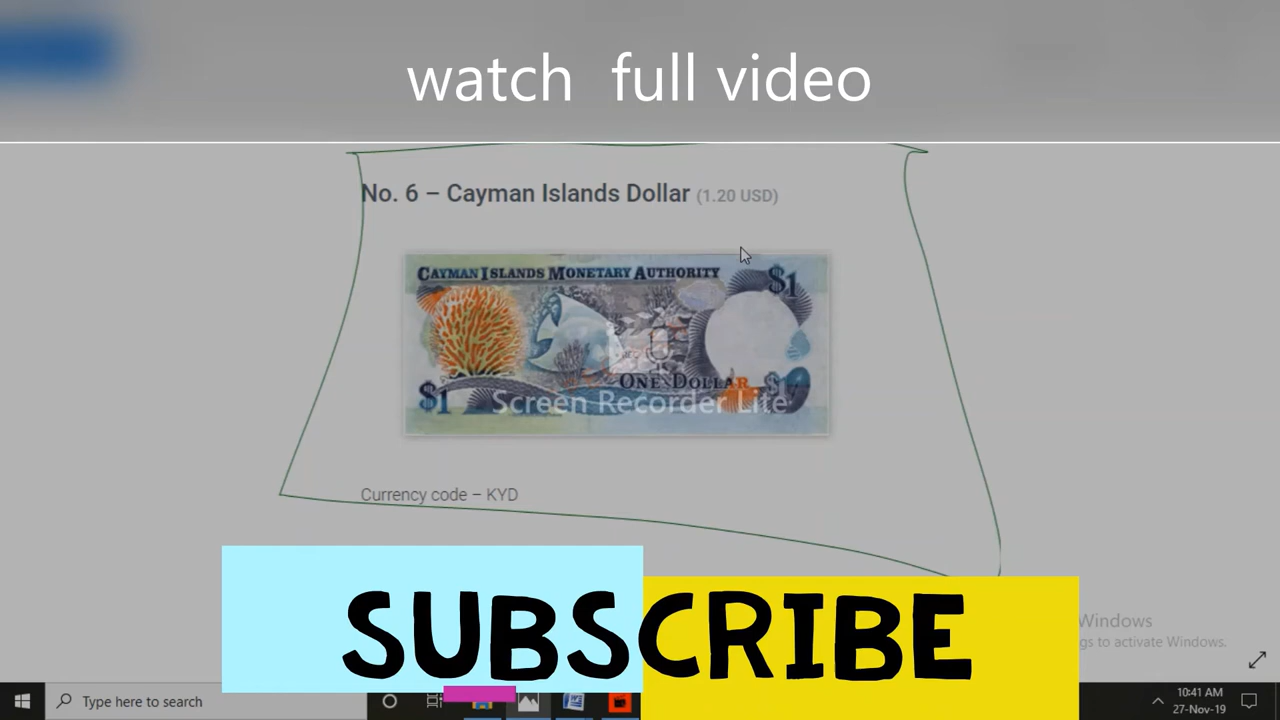 watch full video
No. 6 – Cayman Islands Dollar (1.20 USD)
CAYMAN ISLANDS MONETARY AUTHORITY
$1
ONE DOLLAR
$1
$1
Screen Recorder Lite
Currency code – KYD
SUBSCRIBE
Windows
gs to activate Windows.
Type here to search
10:41 AM
27-Nov-19